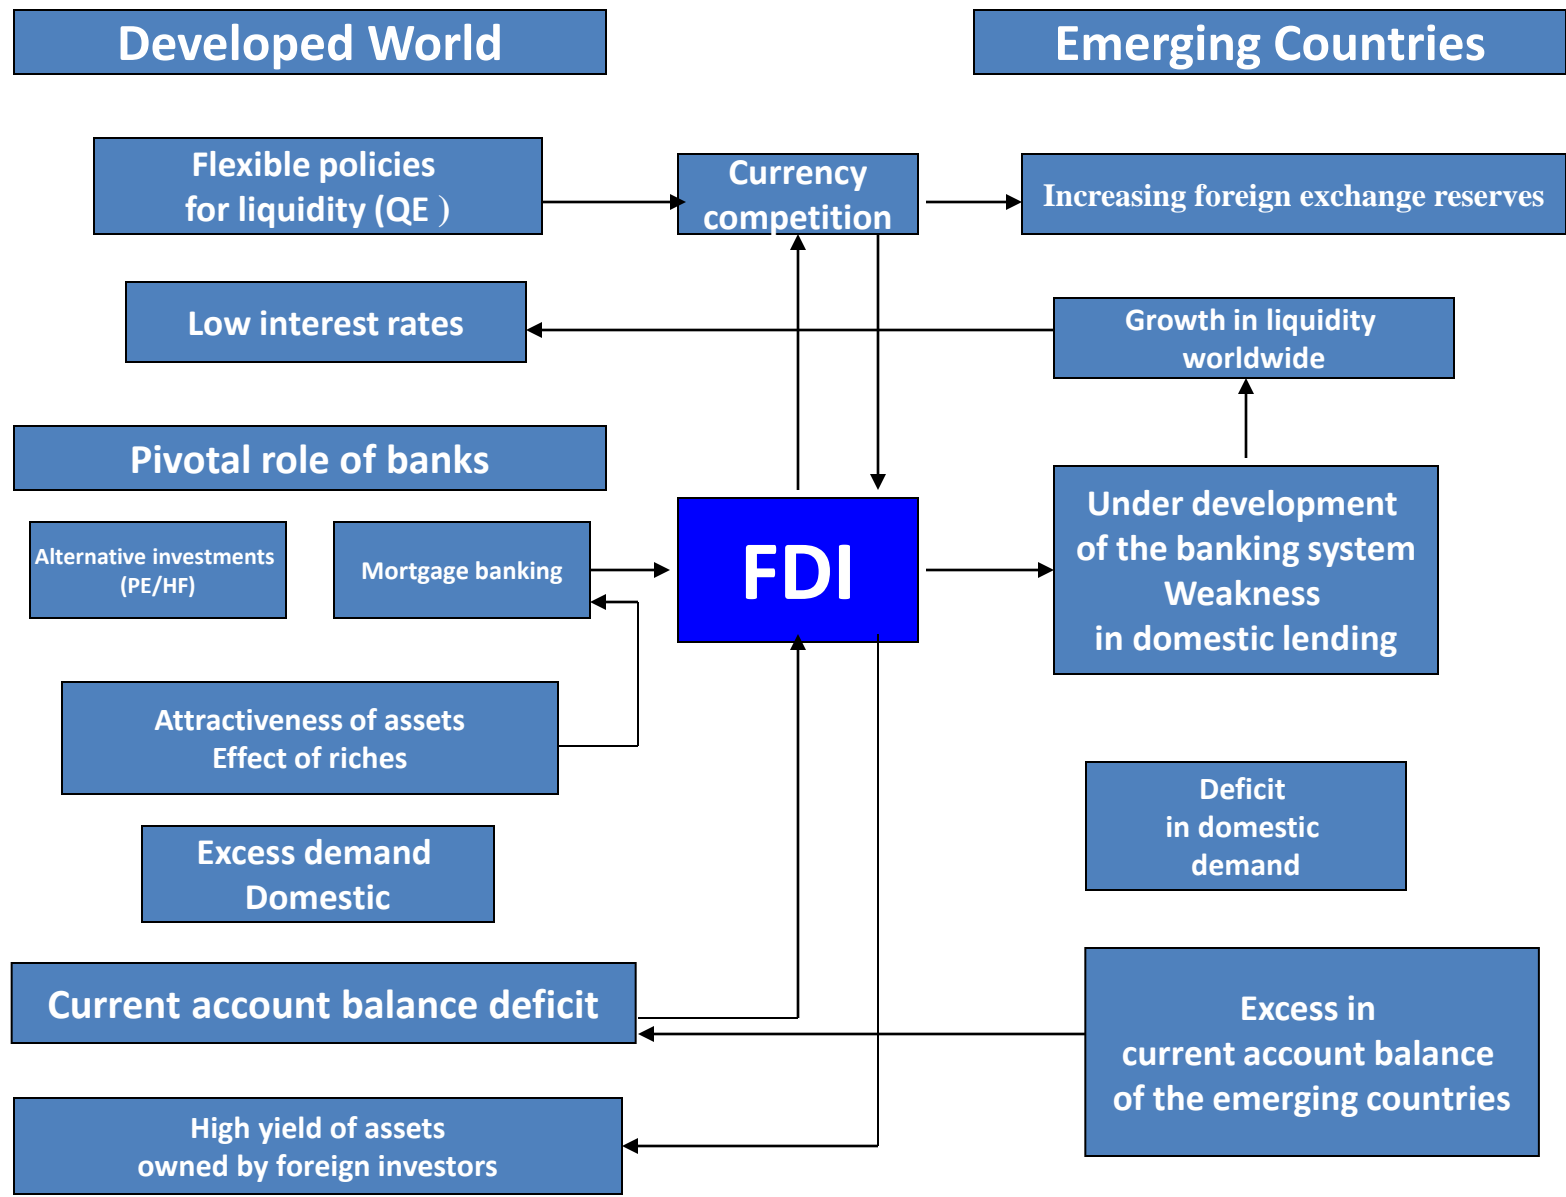 Developed World
Emerging Countries
Flexible policies
for liquidity (QE )
Currency
competition
Increasing foreign exchange reserves
Low interest rates
Growth in liquidity
worldwide
Pivotal role of banks
Alternative investments
(PE/HF)
Mortgage banking
FDI
Under development
of the banking system
Weakness
in domestic lending
Attractiveness of assets
Effect of riches
Deficit
in domestic
demand
Excess demand
Domestic
Current account balance deficit
Excess in
current account balance
of the emerging countries
High yield of assets
owned by foreign investors